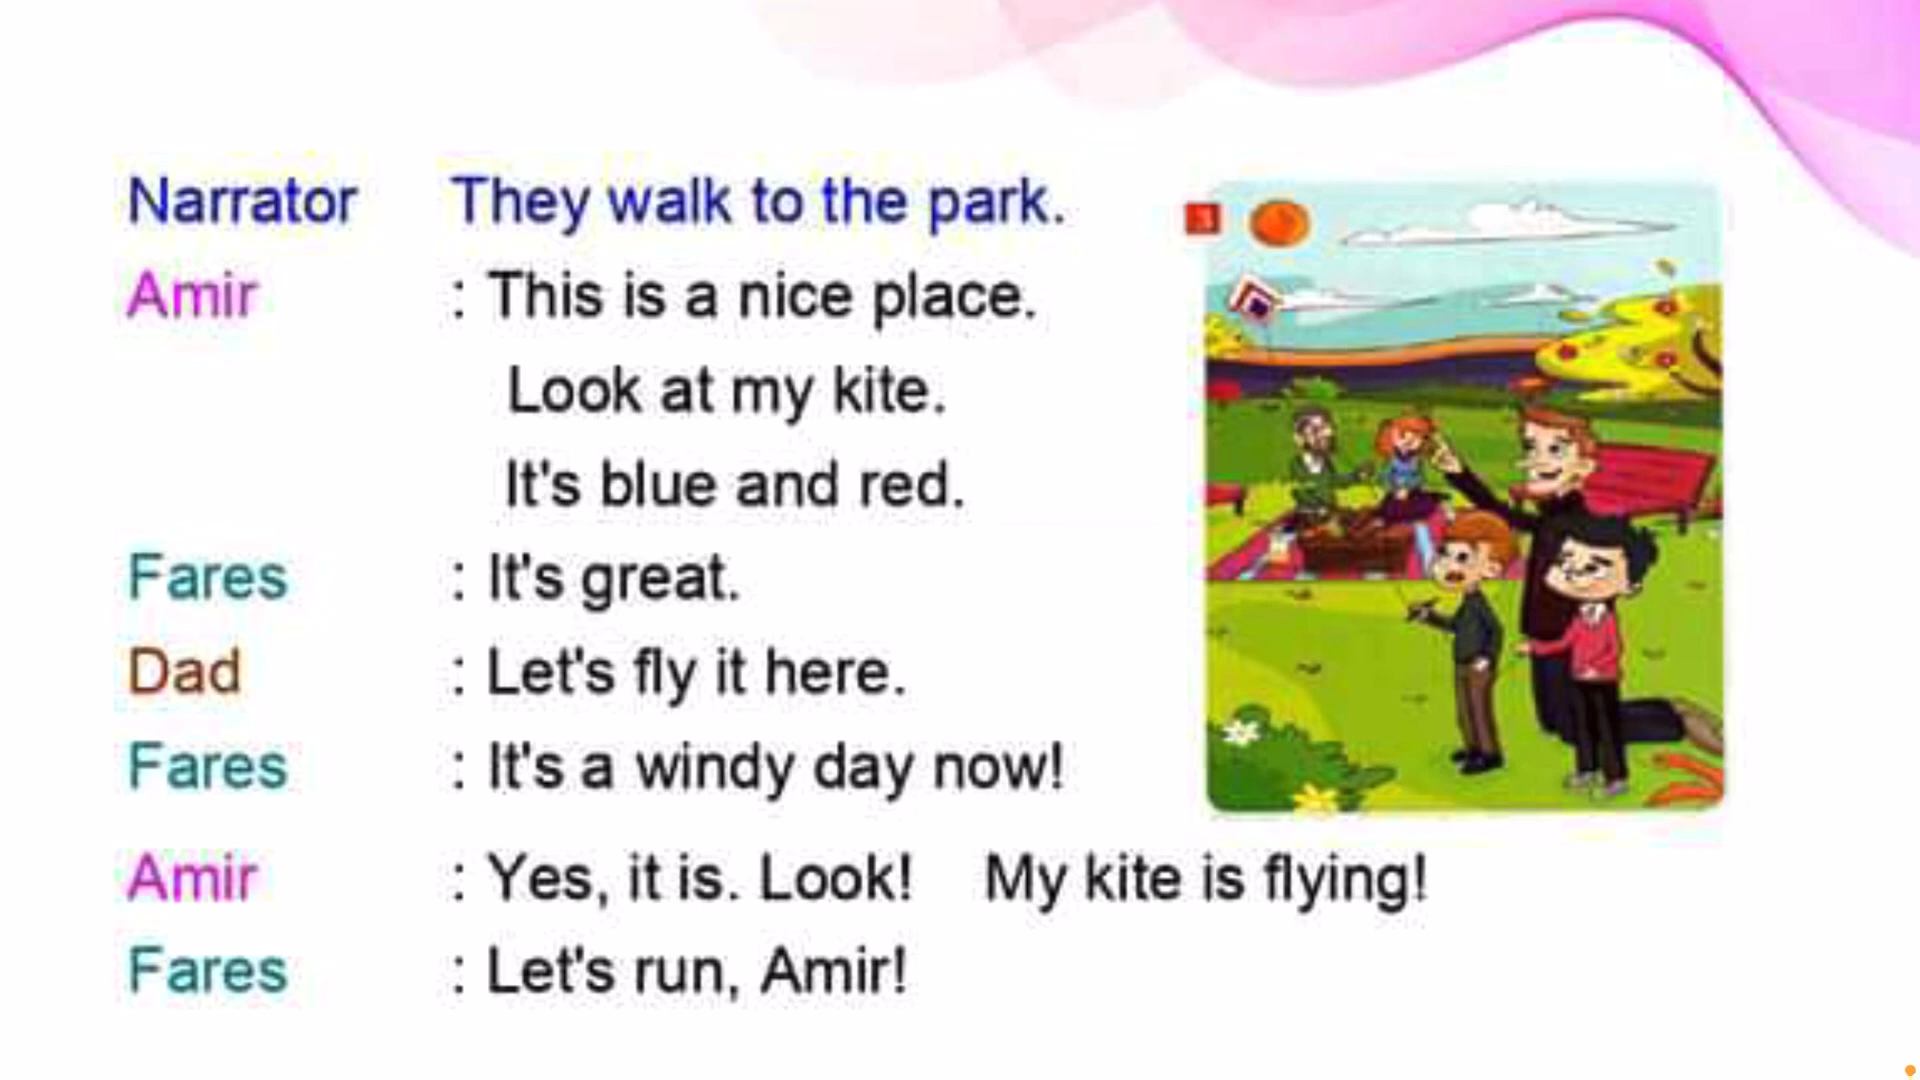 Narrator They walk to the park.
Amir : This is a nice place.
Look at my kite.
It's blue and red.
Fares : It's great.
Dad : Let's fly it here.
Fares : It's a windy day now!
Amir : Yes, it is. Look! My kite is flying!
Fares : Let's run, Amir!